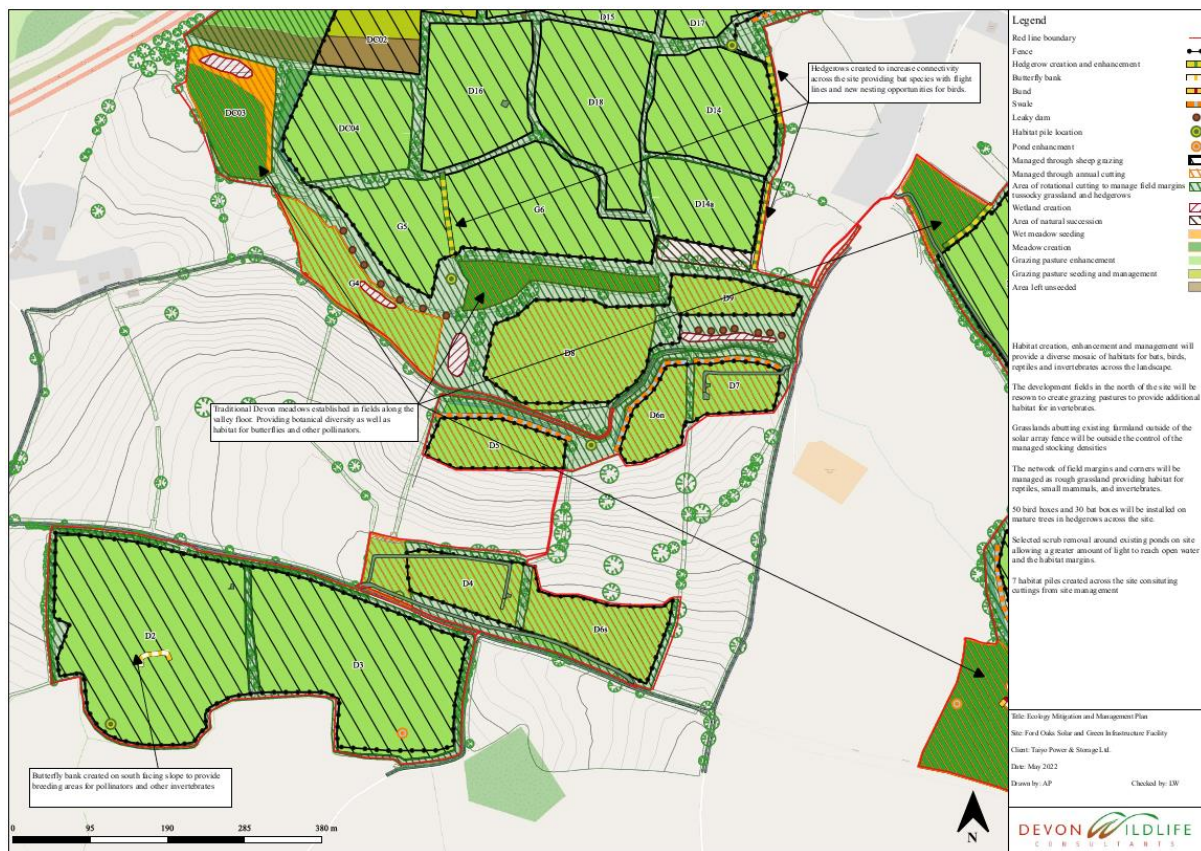 D15
D17
DC02
D16
D18
D14
DC03
DC04
Hedgerows created to increase connectivity
across the site providing bat species with flight
lines and new nesting opportunities for birds.
G5
G6
D14a
G4
D9
D8
D7
D6n
Traditional Devon meadows established in fields along the
valley floor. Providing botanical diversity as well as
habitat for butterflies and other pollinators.
D5
D4
D6s
D2
D3
Butterfly bank created on south facing slope to provide
breeding areas for pollinators and other invertebrates
0 95 190 285 380 m
N
Legend
Red line boundary
Fence
Hedgerow creation and enhancement
Butterfly bank
Bund
Swale
Leaky dam
Habitat pile location
Pond enhancment
Managed through sheep grazing
Managed through annual cutting
Area of rotational cutting to manage field margins
tussocky grassland and hedgerows
Wetland creation
Area of natural succession
Wet meadow seeding
Meadow creation
Grazing pasture enhancement
Grazing pasture seeding and management
Area left unseeded
Habitat creation, enhancement and management will
provide a diverse mosaic of habitats for bats, birds,
reptiles and invertebrates across the landscape.
The development fields in the north of the site will be
resown to create grazing pastures to provide additional
habitat for invertebrates.
Grasslands abutting existing farmland outside of the
solar array fence will be outside the control of the
managed stocking densities
The network of field margins and corners will be
managed as rough grassland providing habitat for
reptiles, small mammals, and invertebrates.
50 bird boxes and 30 bat boxes will be installed on
mature trees in hedgerows across the site.
Selected scrub removal around existing ponds on site
allowing a greater amount of light to reach open water
and the habitat margins.
7 habitat piles created across the site consituting
cuttings from site management
Title: Ecology Mitigation and Management Plan
Site: Ford Oaks Solar and Green Infrastructure Facility
Client: Taiyo Power & Storage Ltd.
Date: May 2022
Drawn by: AP Checked by: LW
DEVON WILDLIFE
CONSULTANTS